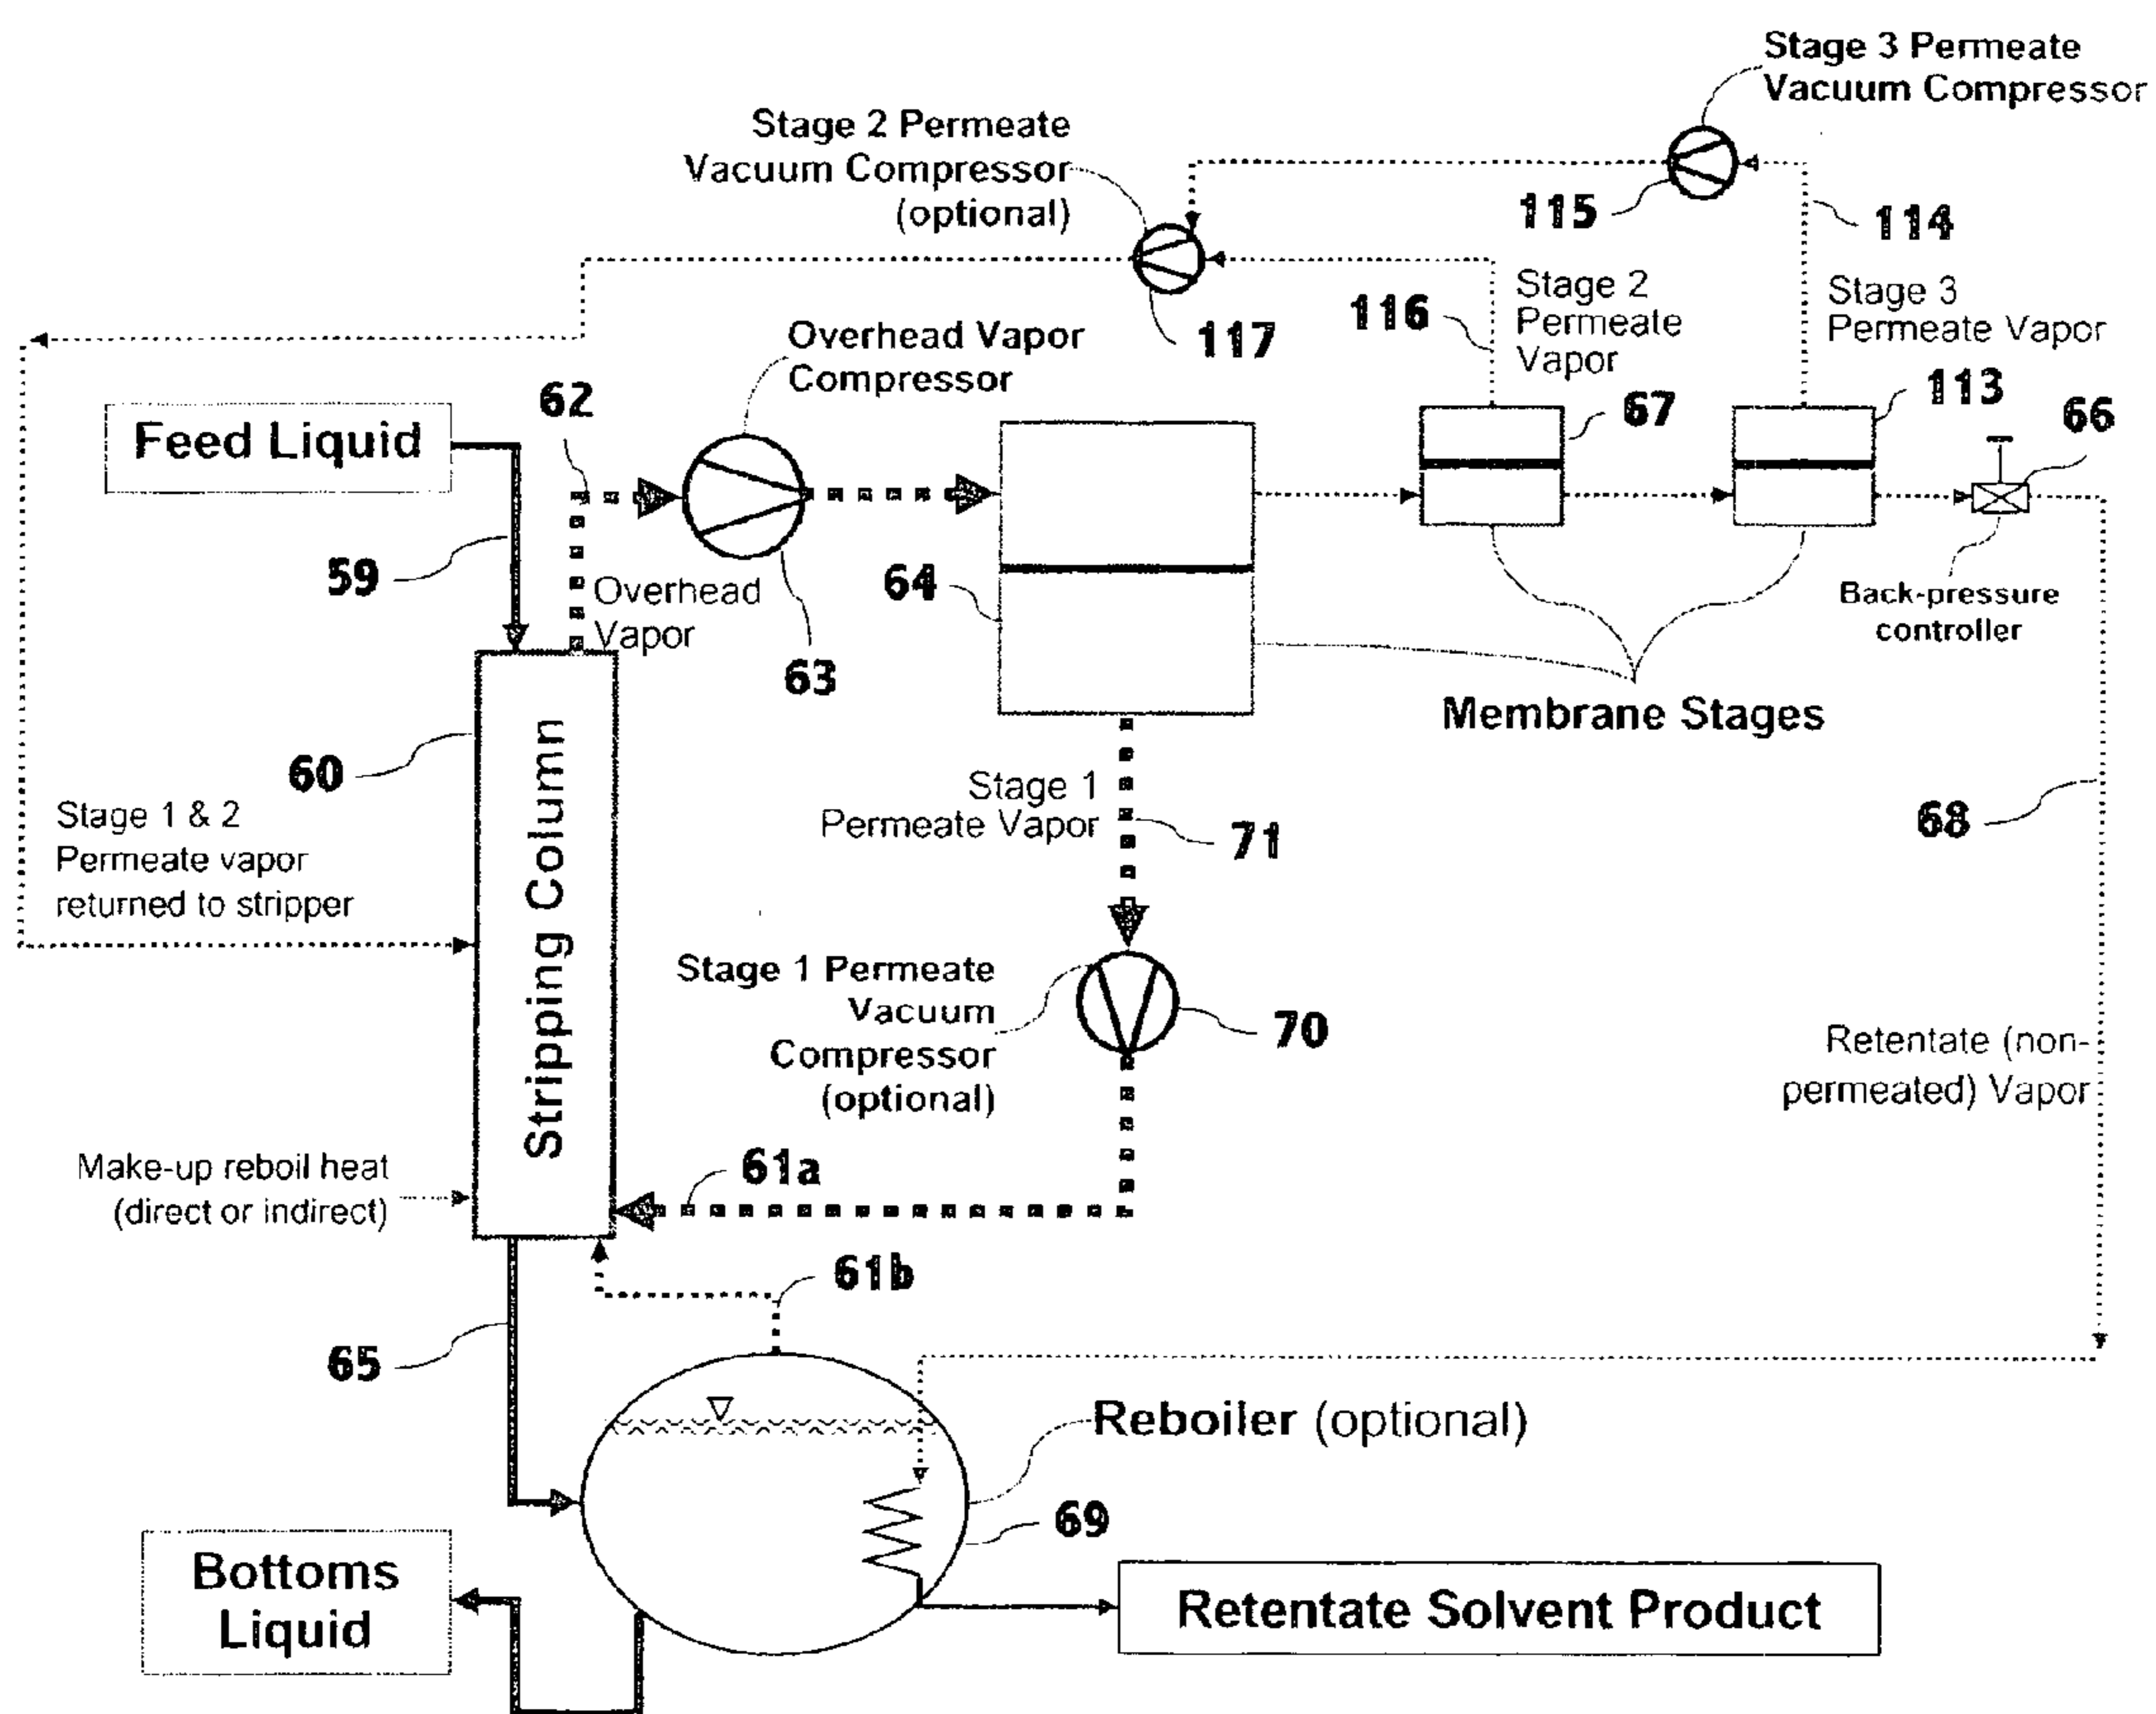 Stage 3 Permeate
Vacuum Compressor
Stage 2 Permeate
Vacuum Compressor
(optional)
115
114
117
116
Stage 2
Permeate
Vapor
Stage 3
Permeate Vapor
Overhead Vapor
Compressor
62
67
113
66
Feed Liquid
59
Overhead
Vapor
63
64
Back-pressure
controller
Membrane Stages
60
Stripping Column
Stage 1 & 2
Permeate vapor
returned to stripper
Stage 1
Permeate Vapor
71
68
Stage 1 Permeate
Vacuum
Compressor
(optional)
70
Retentate (non-
permeated) Vapor
Make-up reboil heat
(direct or indirect)
61a
61b
65
Reboiler (optional)
69
Bottoms
Liquid
Retentate Solvent Product